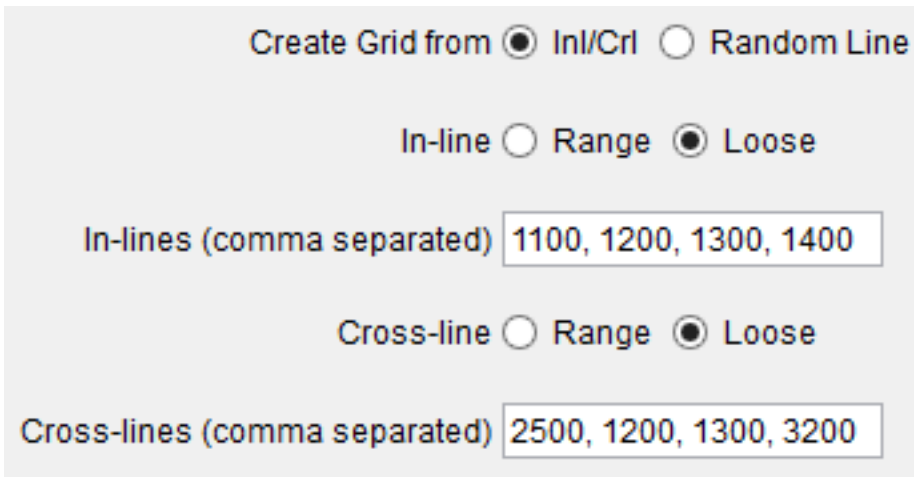 Create Grid from Inl/Crl Random Line
In-line Range Loose
In-lines (comma separated) 1100, 1200, 1300, 1400
Cross-line Range Loose
Cross-lines (comma separated) 2500, 1200, 1300, 3200